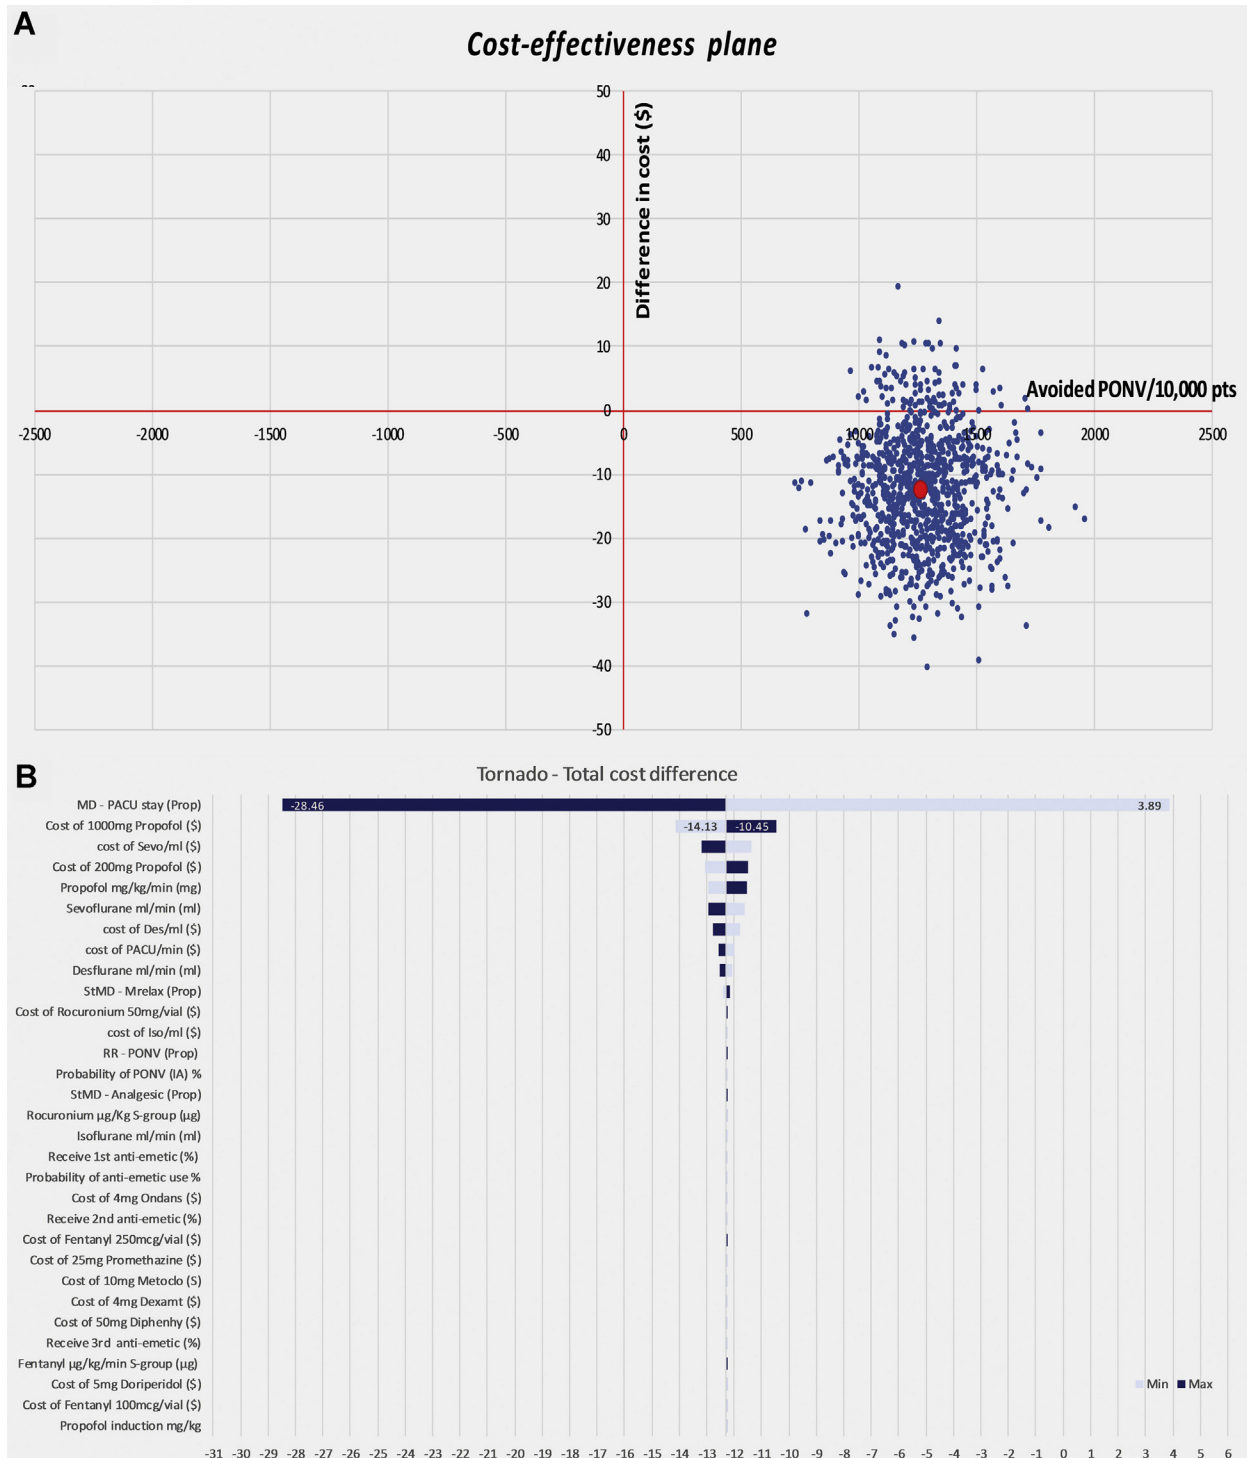 A
Cost-effectiveness plane
50
Difference in cost ($)
40
30
20
10
Avoided PONV/10,000 pts
0
-2500 -2000 -1500 -1000 -500 0 500 1000 1500 2000 2500
-10
-20
-30
-40
-50
B
Tornado - Total cost difference
MD - PACU stay (Prop) -28.46 3.89
Cost of 1000mg Propofol ($) -14.13 -10.45
cost of Sevo/ml ($)
Cost of 200mg Propofol ($)
Propofol mg/kg/min (mg)
Sevoflurane ml/min (ml)
cost of Des/ml ($)
cost of PACU/min ($)
Desflurane ml/min (ml)
StMD - Mrelax (Prop)
Cost of Rocuronium 50mg/vial ($)
cost of Iso/ml ($)
RR - PONV (Prop)
Probability of PONV (IA) %
StMD - Analgesic (Prop)
Rocuronium µg/Kg S-group (µg)
Isoflurane ml/min (ml)
Receive 1st anti-emetic (%)
Probability of anti-emetic use %
Cost of 4mg Ondans ($)
Receive 2nd anti-emetic (%)
Cost of Fentanyl 250mcg/vial ($)
Cost of 25mg Promethazine ($)
Cost of 10mg Metoclo (S)
Cost of 4mg Dexamt ($)
Cost of 50mg Diphenhy ($)
Receive 3rd anti-emetic (%)
Fentanyl µg/kg/min S-group (µg)
Cost of 5mg Doriperidol ($) Min Max
Cost of Fentanyl 100mcg/vial ($)
Propofol induction mg/kg
-31 -30 -29 -28 -27 -26 -25 -24 -23 -22 -21 -20 -19 -18 -17 -16 -15 -14 -13 -12 -11 -10 -9 -8 -7 -6 -5 -4 -3 -2 -1 0 1 2 3 4 5 6